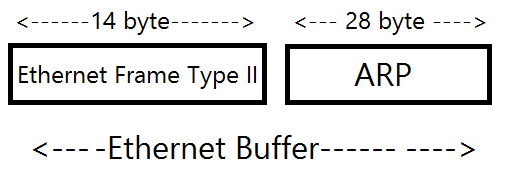 <------14 byte-------> <--- 28 byte ---->
Ethernet Frame Type II ARP
<--- -Ethernet Buffer------ ---->